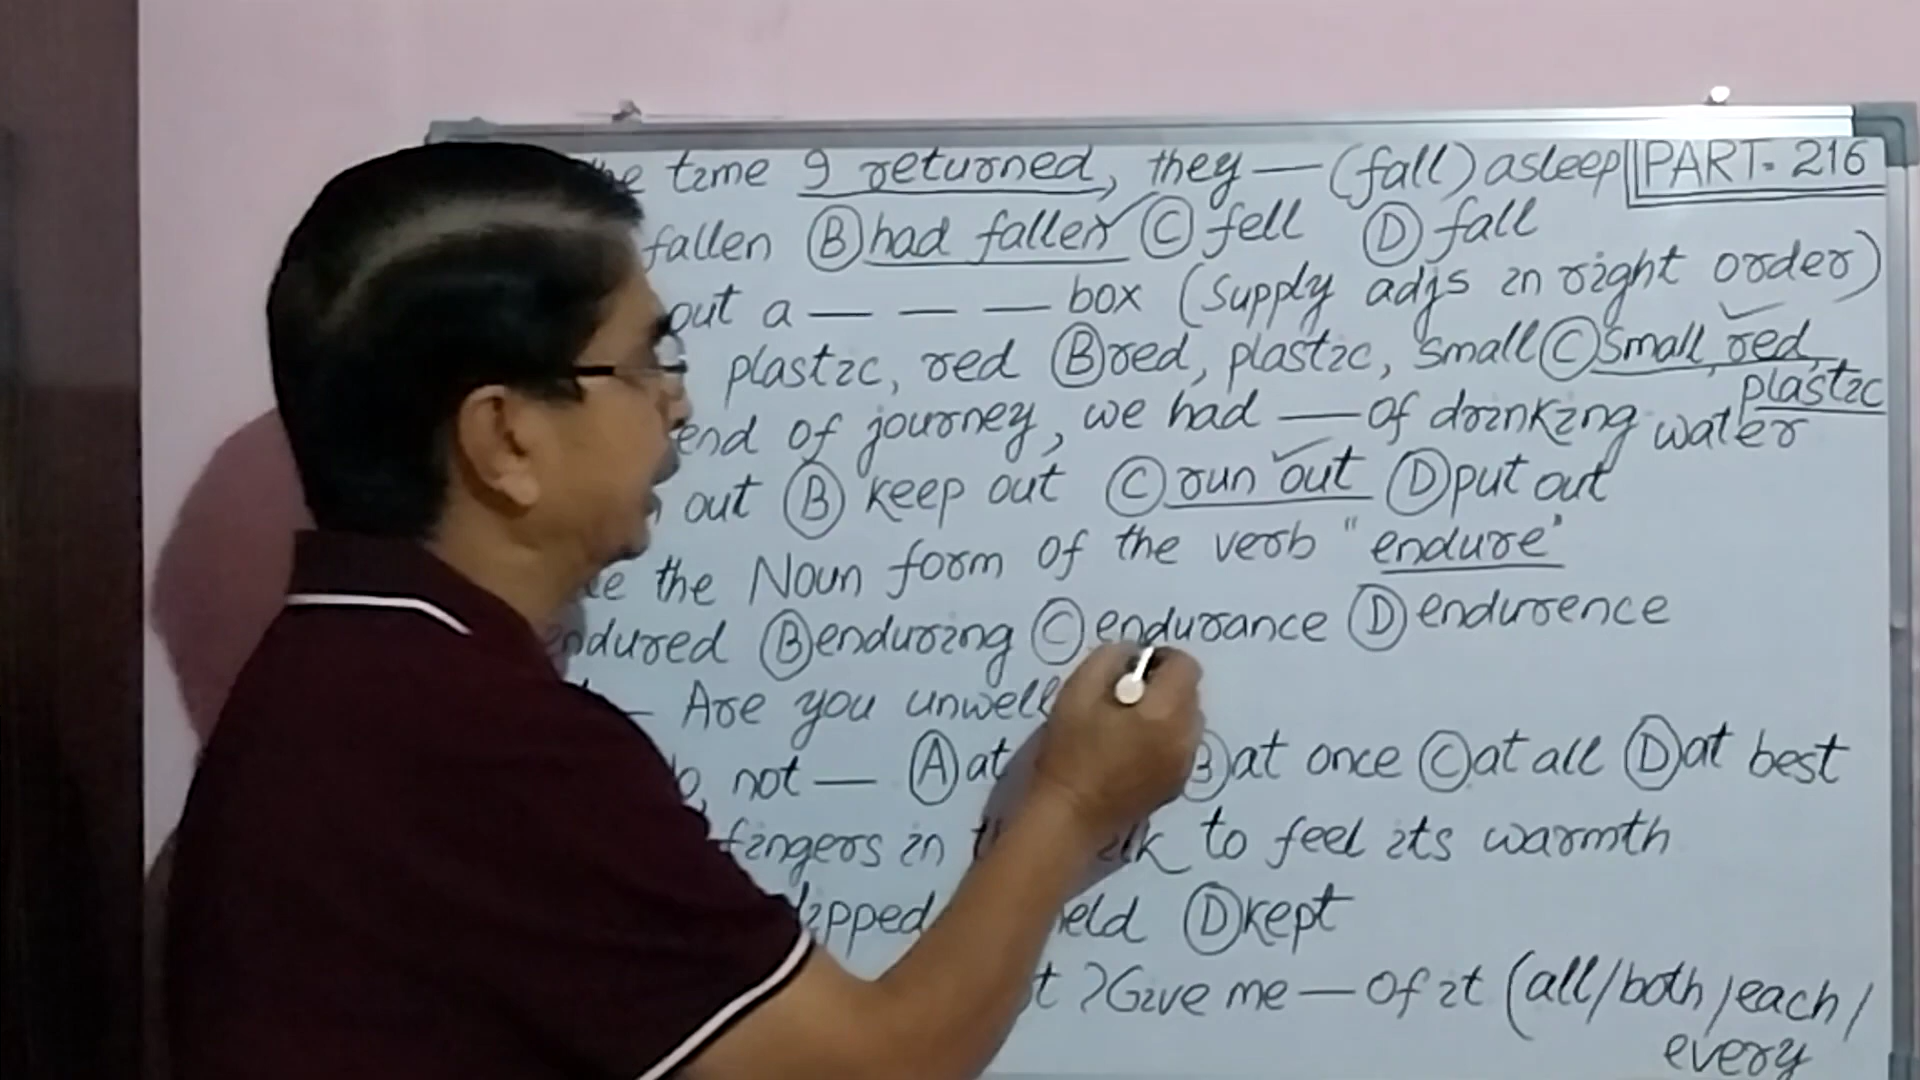 the time I returned, they — (fall) asleep PART- 216
fallen (B) had fallen ✓ (C) fell (D) fall
out a — — — box (Supply adjs in right order)
plastic, red (B) red, plastic, small (C) small, red, plastic
end of journey, we had — of drinking water
out (B) keep out (C) run out (D) put out
the Noun form of the verb "endure"
endured (B) enduring (C) endurance (D) endurence
— Are you unwell
not — (A) at (B) at once (C) at all (D) at best
fingers in to feel its warmth
dipped (D) kept
? Give me — of it (all/both/each/
every